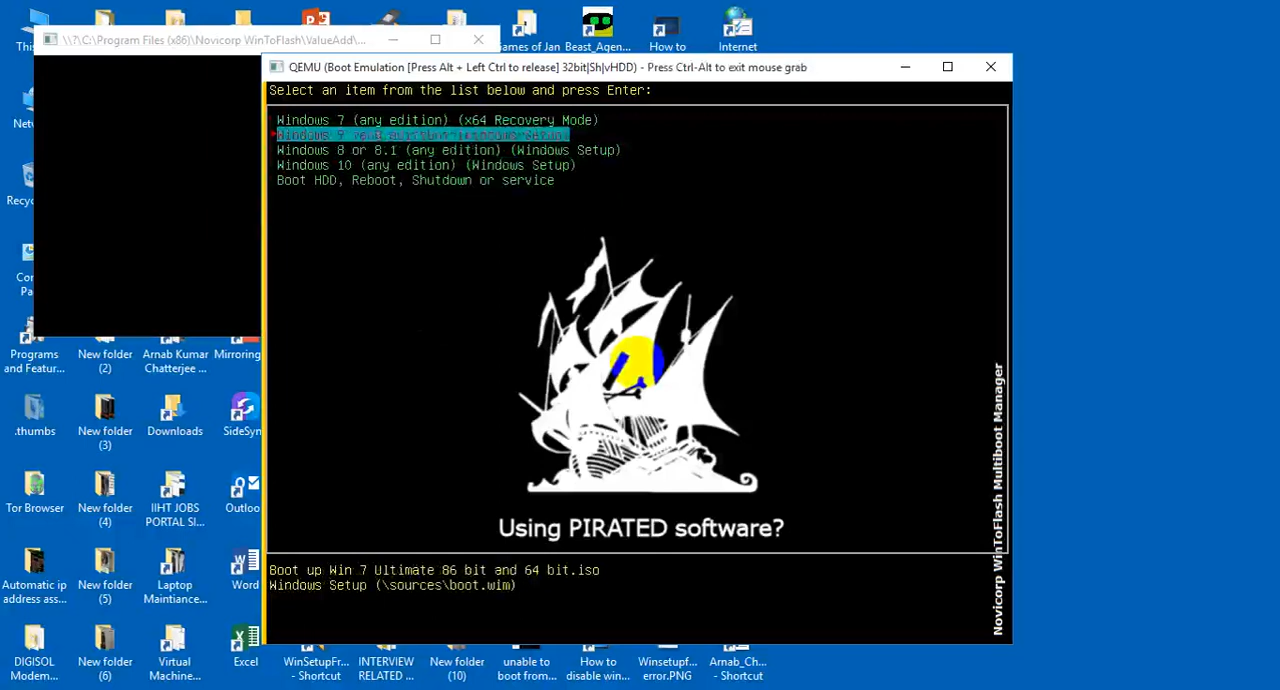 This
Games of Jan
Beast_Agen...
How to
Internet
\\?\C:\Program Files (x86)\Novicorp WinToFlash\ValueAdd\...
QEMU (Boot Emulation [Press Alt + Left Ctrl to release] 32bit|Sh|vHDD) - Press Ctrl-Alt to exit mouse grab
Select an item from the list below and press Enter:
Windows 7 (any edition) (x64 Recovery Mode)
Windows
Windows 8 or 8.1 (any edition) (Windows Setup)
Windows 10 (any edition) (Windows Setup)
Boot HDD, Reboot, Shutdown or service
Using PIRATED software?
Novicorp WinToFlash Multiboot Manager
Boot up Win 7 Ultimate 86 bit and 64 bit.iso
Windows Setup (\sources\boot.wim)
Net
Recyc
Co
Pa
Programs
and Featur...
New folder
(2)
Arnab Kumar
Chatterjee ...
Mirroring
.thumbs
New folder
(3)
Downloads
SideSyn
Tor Browser
New folder
(4)
IIHT JOBS
PORTAL SI...
Outloo
Automatic ip
address ass...
New folder
(5)
Laptop
Maintiance...
Word
DIGISOL
Modem...
New folder
(6)
Virtual
Machine...
Excel
WinSetupFr...
- Shortcut
INTERVIEW
RELATED ...
New folder
(10)
unable to
boot from...
How to
disable win...
Winsetupf...
error.PNG
Arnab_Ch...
- Shortcut